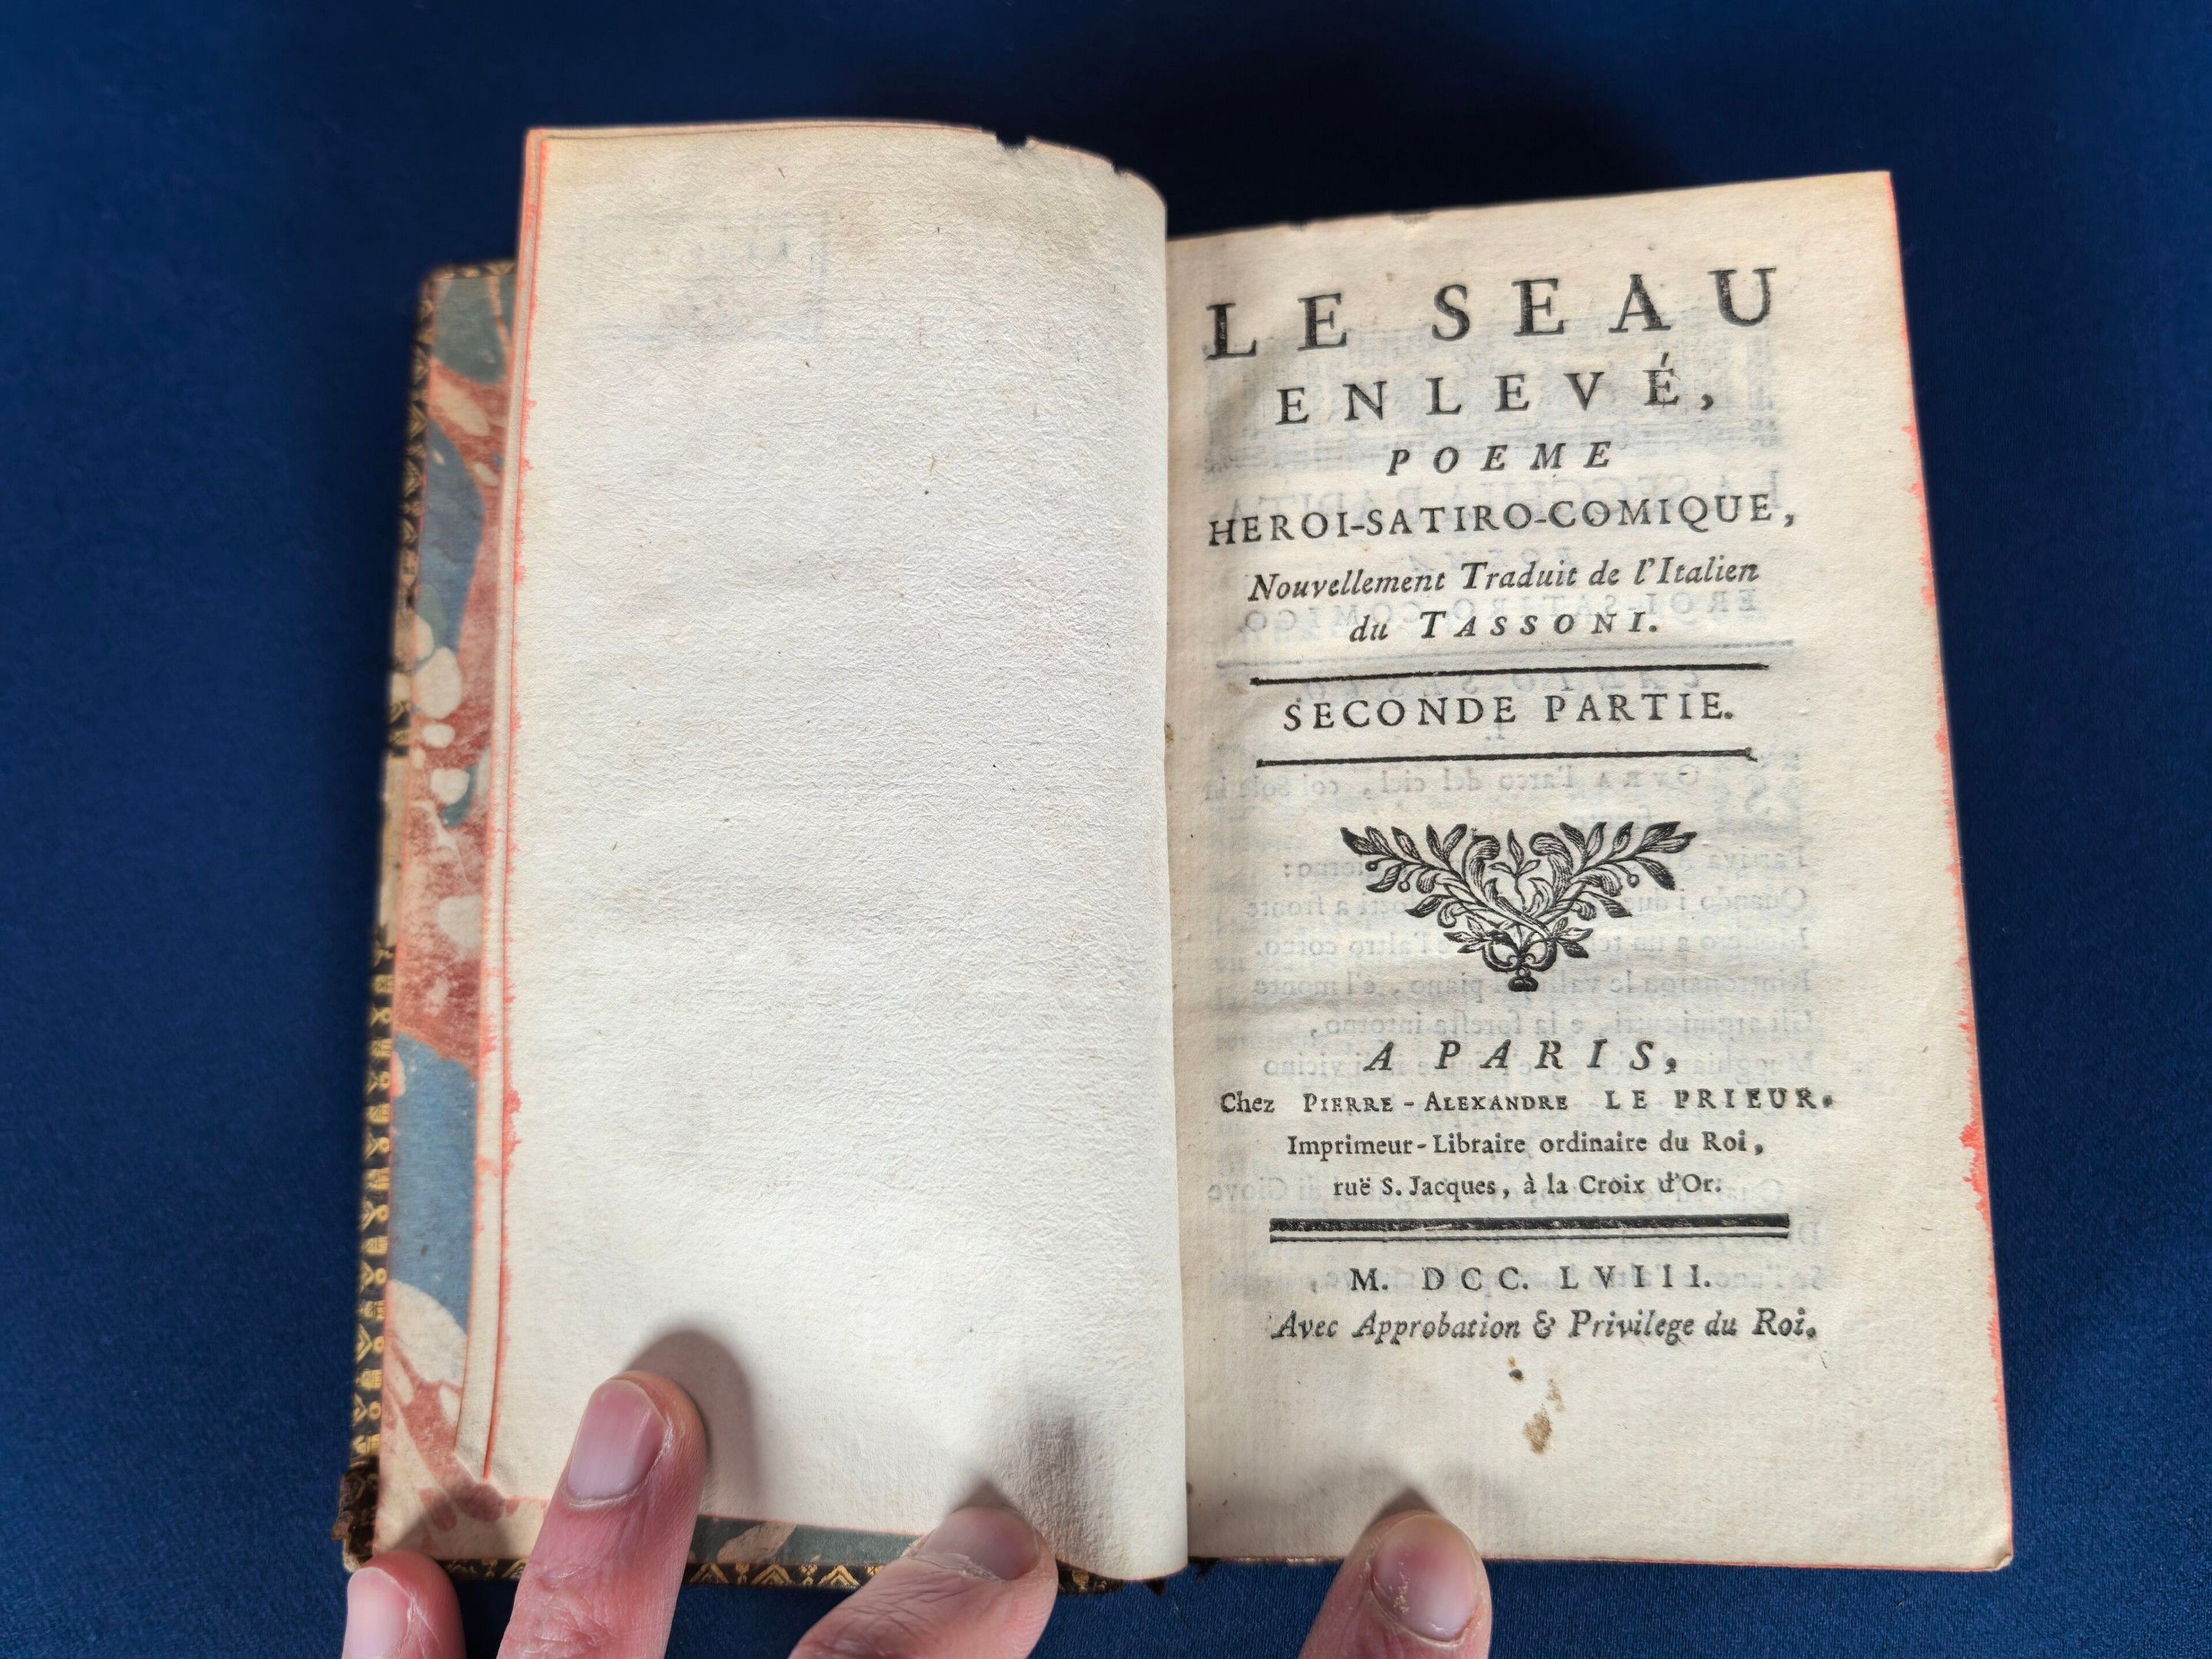 LE SEAU
ENLEVÉ,
POEME
HEROI-SATIRO-COMIQUE,
Nouvellement Traduit de l'Italien
du TASSONI.
SECONDE PARTIE.
A PARIS,
Chez PIERRE-ALEXANDRE LE PRIEUR.
Imprimeur-Libraire ordinaire du Roi,
ruë S. Jacques, à la Croix d'Or.
M. DCC. LVIII.
Avec Approbation & Privilege du Roi.